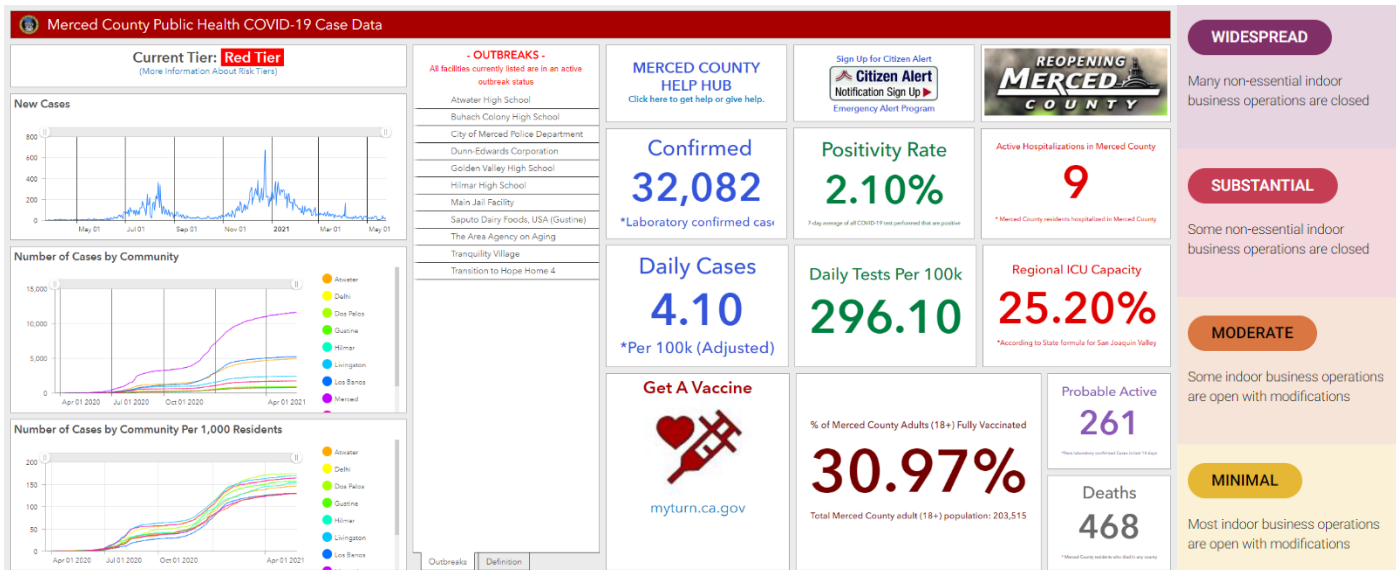 Merced County Public Health COVID-19 Case Data
Current Tier: Red Tier
(More Information About Risk Tiers)
New Cases
800
600
400
200
0
May 01
Jul 01
Sep 01
Nov 01
2021
Mar 01
May 01
Number of Cases by Community
15,000
10,000
5,000
0
Apr 01 2020
Jul 01 2020
Oct 01 2020
Apr 01 2021
Atwater
Delhi
Dos Palos
Gustine
Hilmar
Livingston
Los Banos
Merced
Number of Cases by Community Per 1,000 Residents
200
150
100
50
0
Apr 01 2020
Jul 01 2020
Oct 01 2020
Apr 01 2021
Atwater
Delhi
Dos Palos
Gustine
Hilmar
Livingston
Los Banos
- OUTBREAKS -
All facilities currently listed are in an active
outbreak status
Atwater High School
Buhach Colony High School
City of Merced Police Department
Dunn-Edwards Corporation
Golden Valley High School
Hilmar High School
Main Jail Facility
Saputo Dairy Foods, USA (Gustine)
The Area Agency on Aging
Tranquility Village
Transition to Hope Home 4
Outbreaks
Definition
MERCED COUNTY
HELP HUB
Click here to get help or give help.
Sign Up for Citizen Alert
Citizen Alert
Notification Sign Up
Emergency Alert Program
REOPENING
MERCED
COUNTY
Confirmed
32,082
*Laboratory confirmed case
Positivity Rate
2.10%
7-day average of all COVID-19 test performed that are positive
Active Hospitalizations in Merced County
9
* Merced County residents hospitalized in Merced County
Daily Cases
4.10
*Per 100k (Adjusted)
Daily Tests Per 100k
296.10
Regional ICU Capacity
25.20%
*According to State formula for San Joaquin Valley
Get A Vaccine
myturn.ca.gov
% of Merced County Adults (18+) Fully Vaccinated
30.97%
Total Merced County adult (18+) population: 203,515
Probable Active
261
*New laboratory confirmed Cases in last 14 days
Deaths
468
* Merced County residents who died in any county
WIDESPREAD
Many non-essential indoor
business operations are closed
SUBSTANTIAL
Some non-essential indoor
business operations are closed
MODERATE
Some indoor business operations
are open with modifications
MINIMAL
Most indoor business operations
are open with modifications